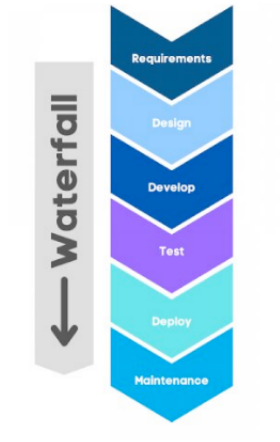 Waterfall
Requirements
Design
Develop
Test
Deploy
Maintenance